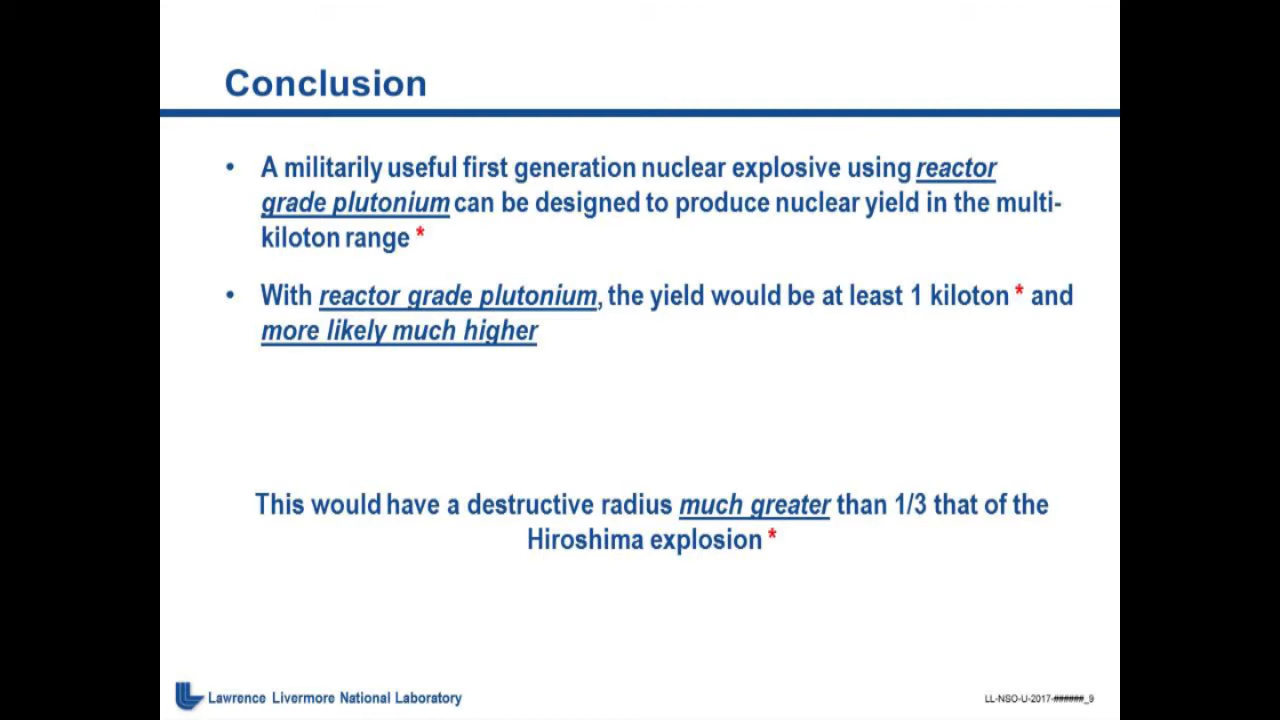 Conclusion
• A militarily useful first generation nuclear explosive using reactor
grade plutonium can be designed to produce nuclear yield in the multi-
kiloton range *
• With reactor grade plutonium, the yield would be at least 1 kiloton * and
more likely much higher
This would have a destructive radius much greater than 1/3 that of the
Hiroshima explosion *
Lawrence Livermore National Laboratory
LL-NSO-U-2017-######_9